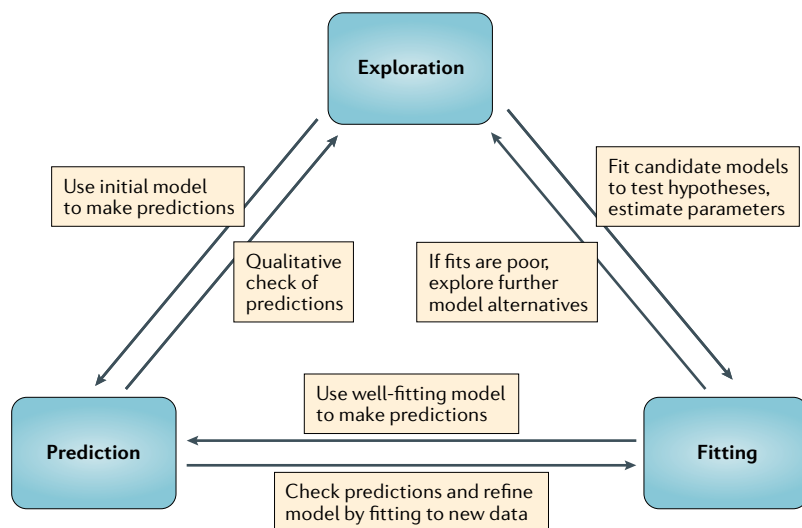 Exploration
Use initial model
to make predictions
Fit candidate models
to test hypotheses,
estimate parameters
Qualitative
check of
predictions
If fits are poor,
explore further
model alternatives
Use well-fitting model
to make predictions
Prediction
Fitting
Check predictions and refine
model by fitting to new data